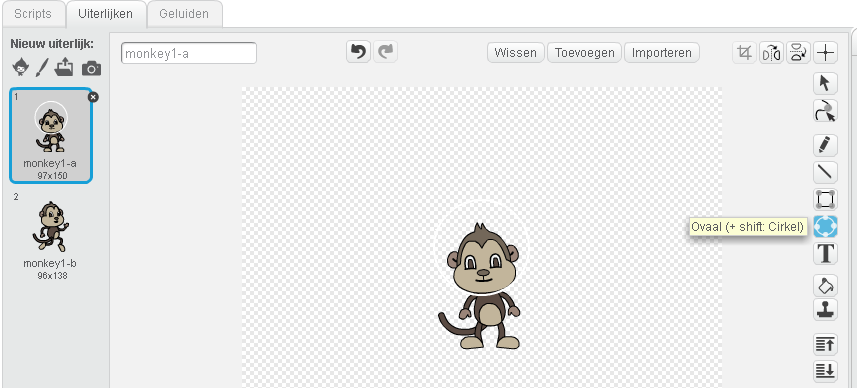 Scripts Uiterlijken Geluiden
Nieuw uiterlijk:
monkey1-a
Wissen Toevoegen Importeren
1
monkey1-a
97x150
2
monkey1-b
96x138
Ovaal (+ shift: Cirkel)
T